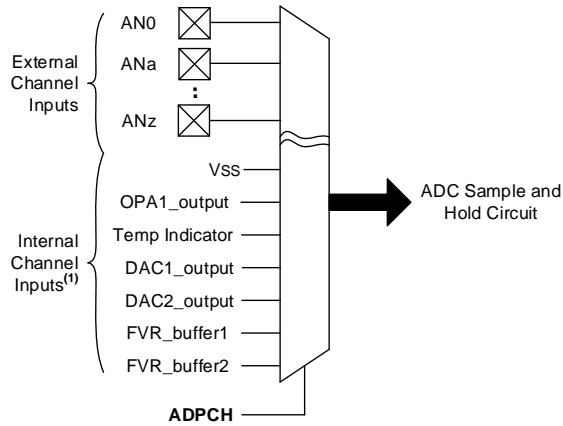 AN0
External
Channel
Inputs
ANa
:
ANz
VSS
OPA1_output
Temp Indicator
Internal
Channel
Inputs(1)
DAC1_output
DAC2_output
FVR_buffer1
FVR_buffer2
ADPCH
ADC Sample and
Hold Circuit